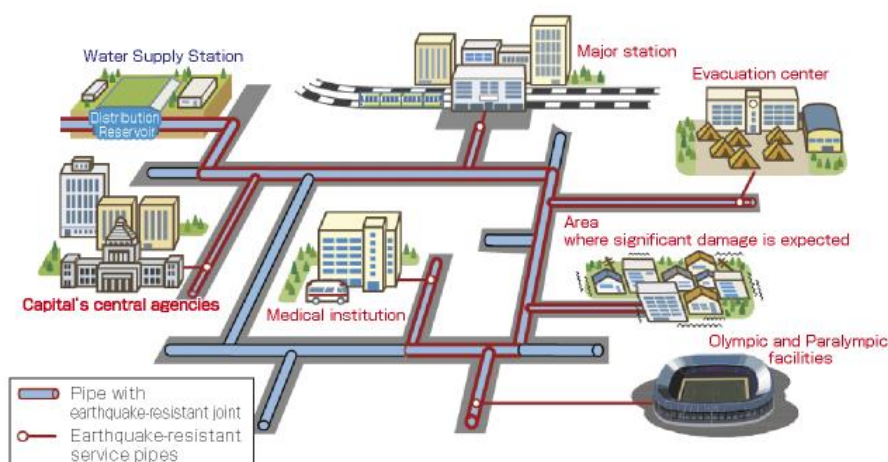 Water Supply Station
Distribution
Reservoir
Major station
Evacuation center
Area
where significant damage is expected
Capital's central agencies
Medical institution
Olympic and Paralympic
facilities
Pipe with
earthquake-resistant joint
Earthquake-resistant
service pipes